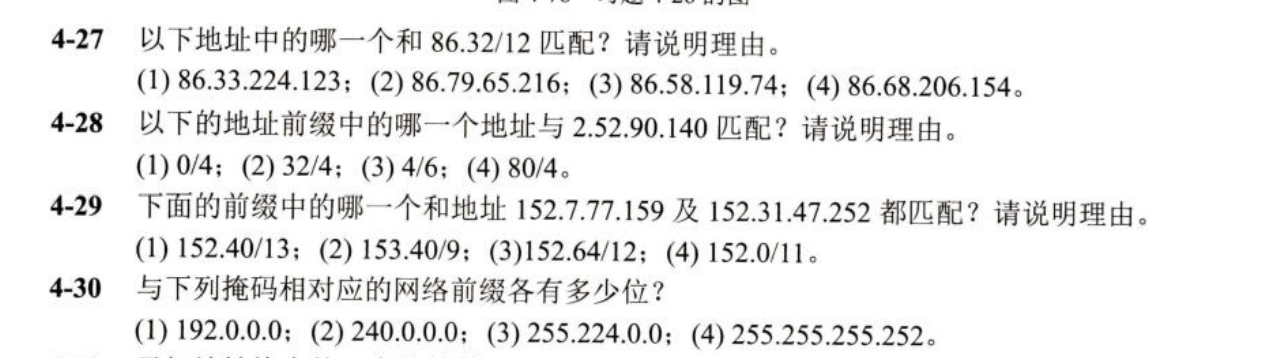 4-27 以下地址中的哪一个和 86.32/12 匹配？请说明理由。
(1) 86.33.224.123；(2) 86.79.65.216；(3) 86.58.119.74；(4) 86.68.206.154。
4-28 以下的地址前缀中的哪一个地址与 2.52.90.140 匹配？请说明理由。
(1) 0/4；(2) 32/4；(3) 4/6；(4) 80/4。
4-29 下面的前缀中的哪一个和地址 152.7.77.159 及 152.31.47.252 都匹配？请说明理由。
(1) 152.40/13；(2) 153.40/9；(3)152.64/12；(4) 152.0/11。
4-30 与下列掩码相对应的网络前缀各有多少位？
(1) 192.0.0.0；(2) 240.0.0.0；(3) 255.224.0.0；(4) 255.255.255.252。